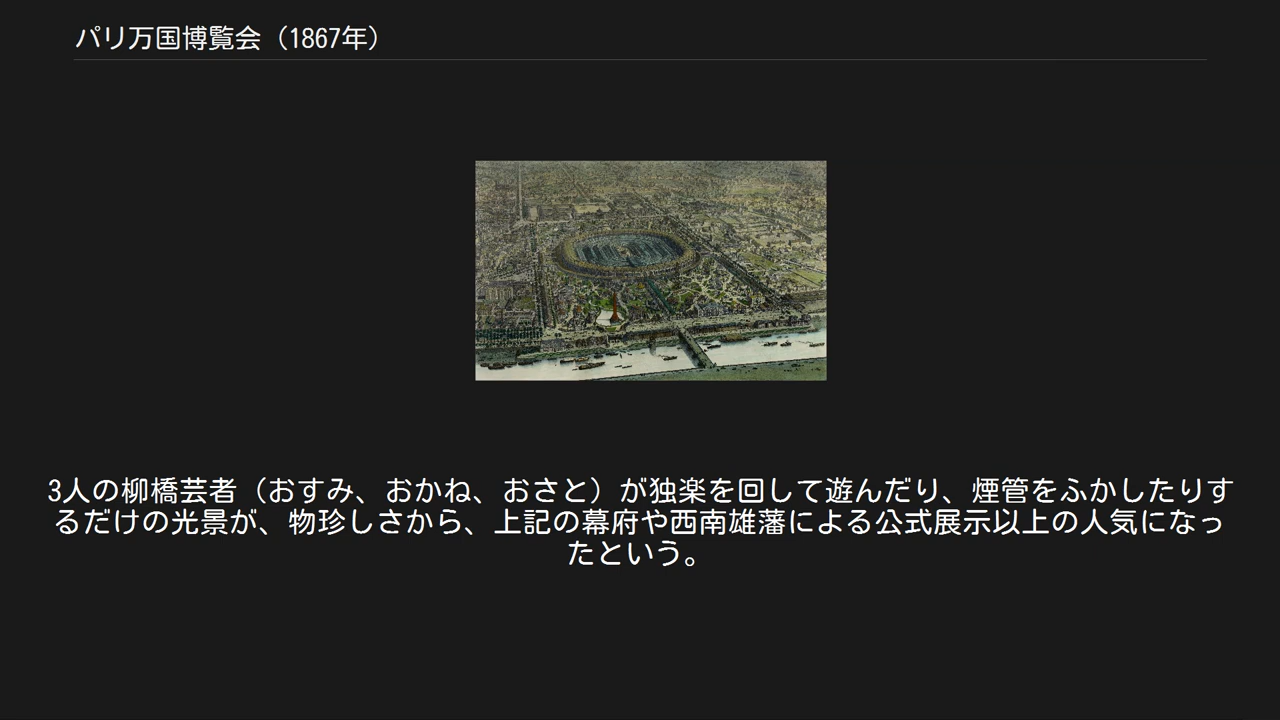 パリ万国博覧会（1867年）
3人の柳橋芸者（おすみ、おかね、おさと）が独楽を回して遊んだり、煙管をふかしたりす
るだけの光景が、物珍しさから、上記の幕府や西南雄藩による公式展示以上の人気になっ
たという。